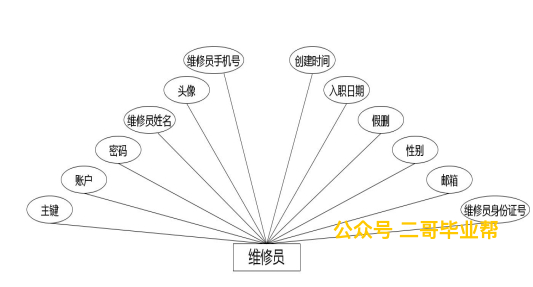 维修员手机号 创建时间
头像 入职日期
维修员姓名 假删
密码 性别
账户 邮箱
主键 维修员身份证号
公众号 二哥毕业帮
维修员